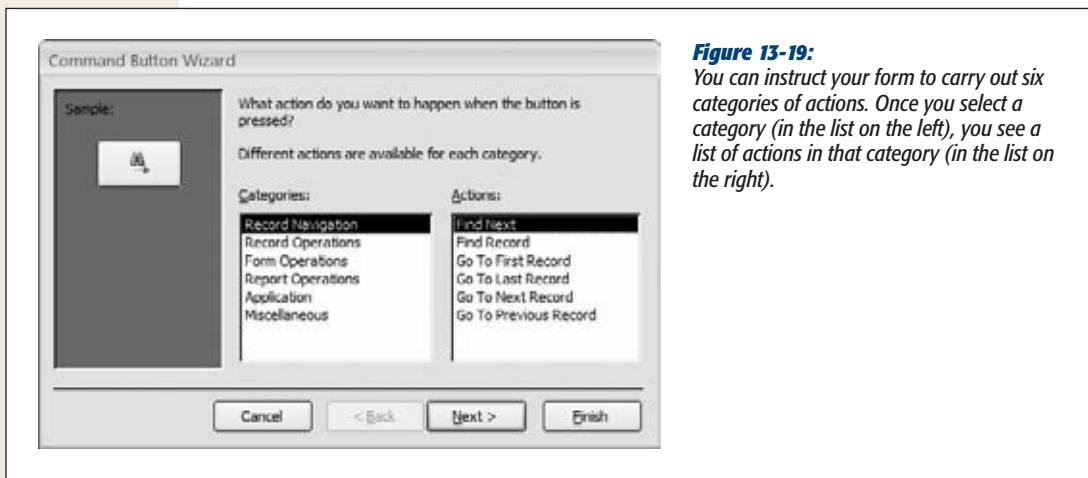 Command Button Wizard
Sample:
What action do you want to happen when the button is
pressed?
Different actions are available for each category.
Categories:
Record Navigation
Record Operations
Form Operations
Report Operations
Application
Miscellaneous
Actions:
Find Next
Find Record
Go To First Record
Go To Last Record
Go To Next Record
Go To Previous Record
Cancel
< Back
Next >
Finish
Figure 13-19:
You can instruct your form to carry out six
categories of actions. Once you select a
category (in the list on the left), you see a
list of actions in that category (in the list on
the right).